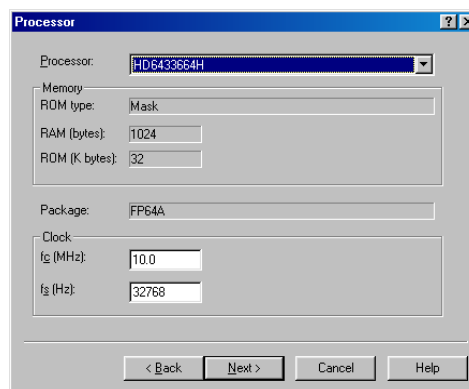 Processor
Processor: HD6433664H
Memory
ROM type: Mask
RAM (bytes): 1024
ROM (K bytes): 32
Package: FP64A
Clock
fc (MHz): 10.0
fs (Hz): 32768
< Back Next > Cancel Help